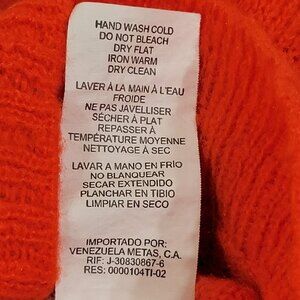 HAND WASH COLD
DO NOT BLEACH
DRY FLAT
IRON WARM
DRY CLEAN
LAVER À LA MAIN À L'EAU
FROIDE
NE PAS JAVELLISER
SÉCHER À PLAT
REPASSER À
TEMPÉRATURE MOYENNE
NETTOYAGE À SEC
LAVAR A MANO EN FRÍO
NO BLANQUEAR
SECAR EXTENDIDO
PLANCHAR EN TIBIO
LIMPIAR EN SECO
IMPORTADO POR:
VENEZUELA METAS, C.A.
RIF: J-30830867-6
RES: 0000104TI-02